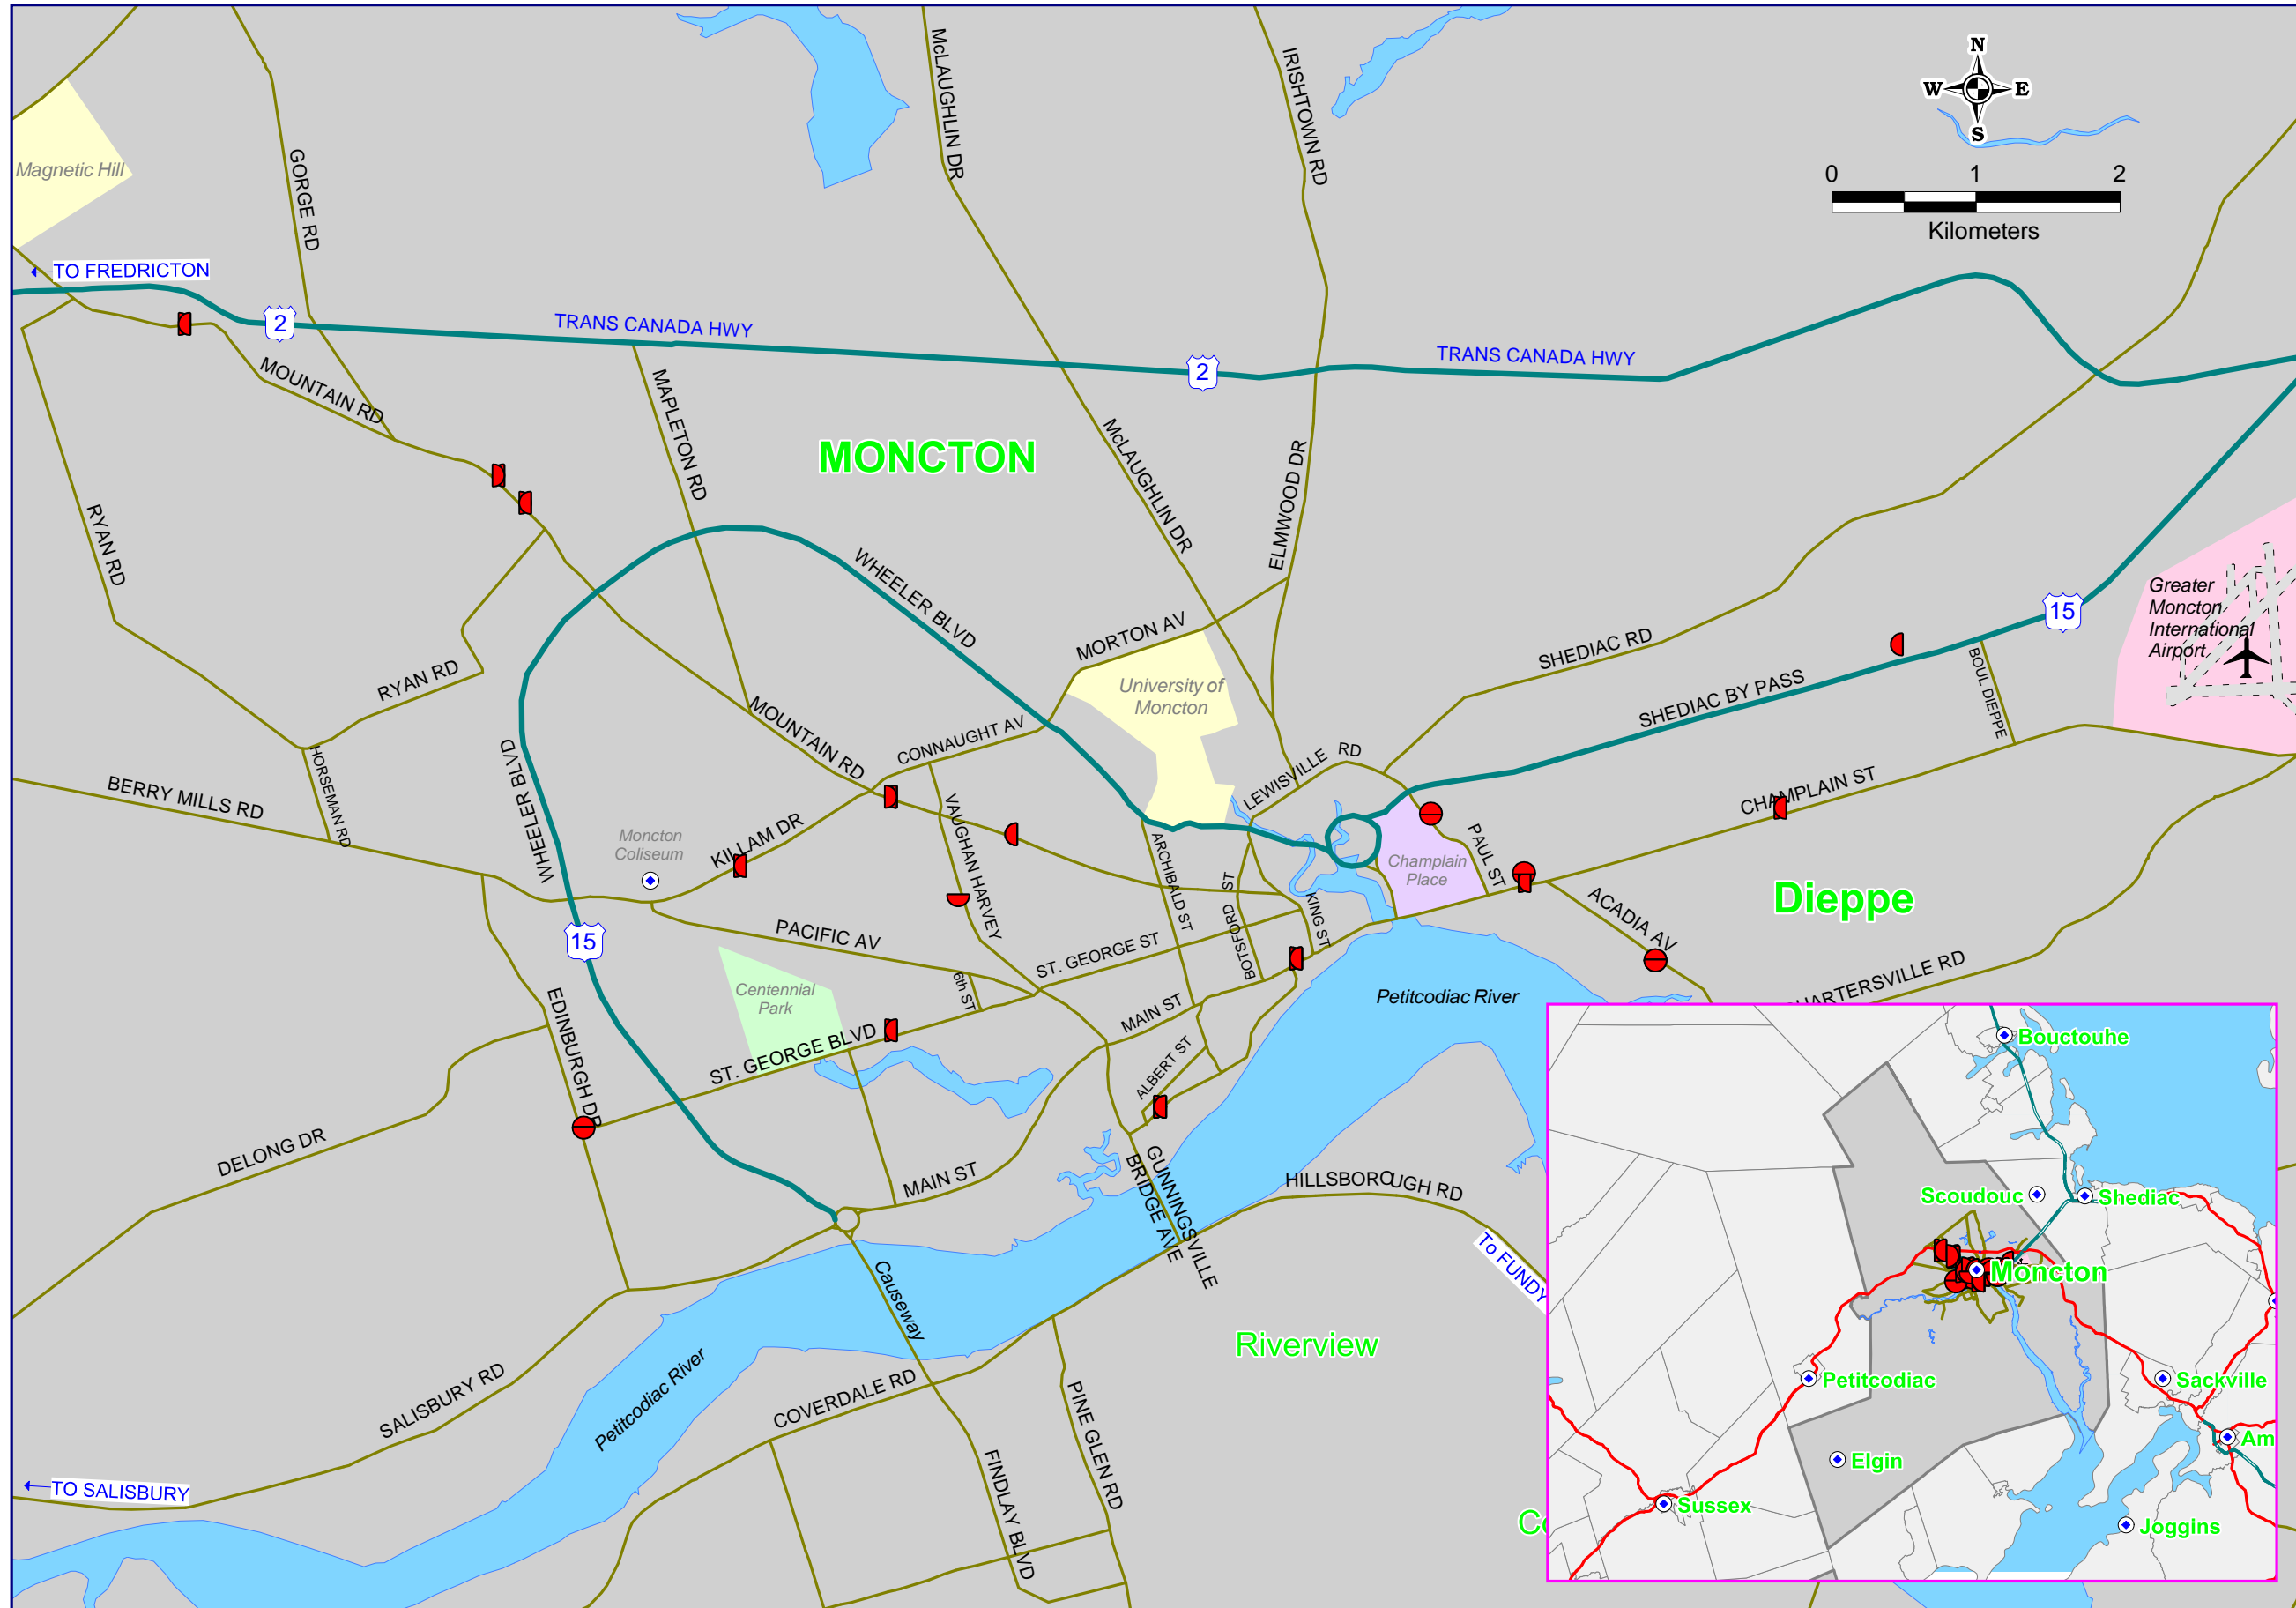 N
W E
S
0 1 2
Kilometers
McLAUGHLIN DR
IRISHTOWN RD
GORGE RD
Magnetic Hill
TO FREDRICTON
2
TRANS CANADA HWY
2
TRANS CANADA HWY
MOUNTAIN RD
MAPLETON RD
MONCTON
McLAUGHLIN DR
ELMWOOD DR
RYAN RD
WHEELER BLVD
Greater
Moncton
International
Airport
15
MORTON AV
SHEDIAC RD
BOUL DIEPPE
RYAN RD
University of
Moncton
SHEDIAC BY PASS
MOUNTAIN RD
CONNAUGHT AV
LEWISVILLE RD
HORSEMAN RD
WHEELER BLVD
BERRY MILLS RD
CHAMPLAIN ST
VAUGHAN HARVEY
Moncton
Coliseum
KILLAM DR
ARCHIBALD ST
PAUL ST
Champlain
Place
BOTSFORD ST
KING ST
Dieppe
ACADIA AV
15
PACIFIC AV
ST. GEORGE ST
6th ST
Centennial
Park
Petitcodiac River
HARTERSVILLE RD
MAIN ST
EDINBURGH DR
ST. GEORGE BLVD
ALBERT ST
DELONG DR
MAIN ST
GUNNINGSVILLE
BRIDGE AVE
HILLSBOROUGH RD
To FUNDY
Causeway
Riverview
Petitcodiac River
SALISBURY RD
COVERDALE RD
PINE GLEN RD
FINDLAY BLVD
TO SALISBURY
Bouctouhe
Scoudouc
Shediac
Moncton
Petitcodiac
Sackville
Am
Elgin
Sussex
Joggins